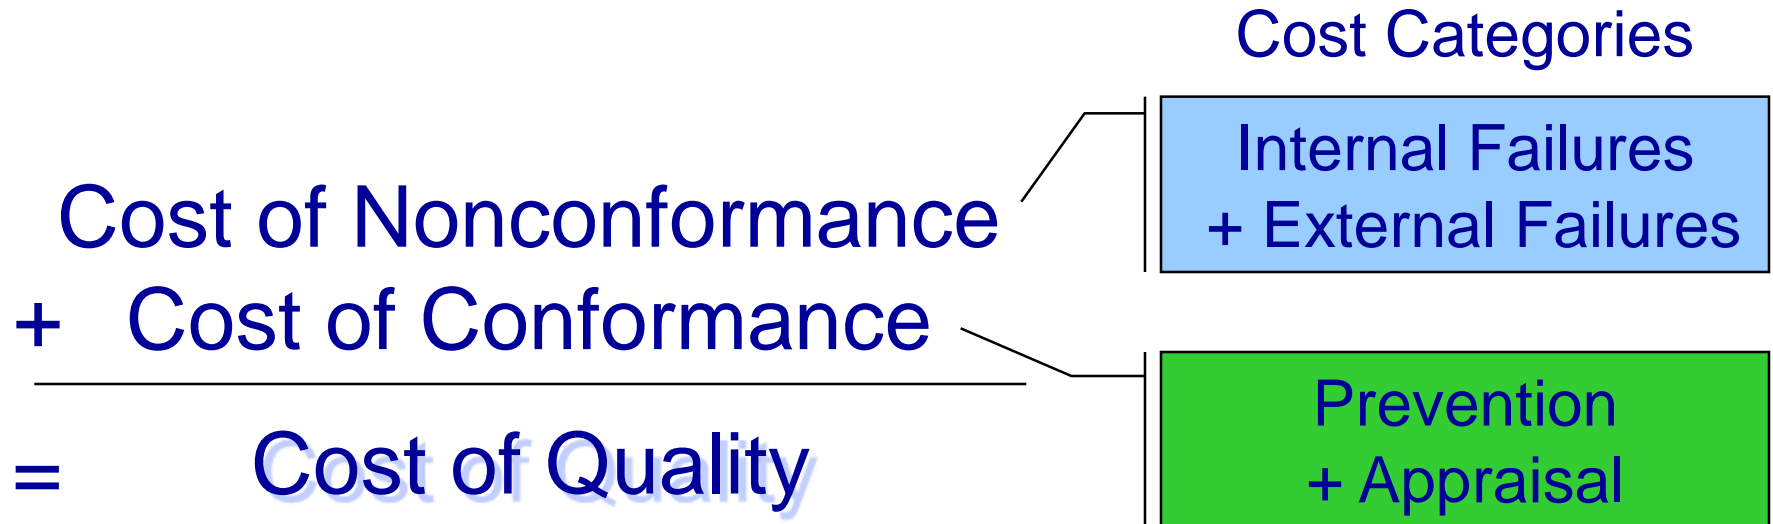 Cost Categories
Internal Failures
+ External Failures
Cost of Nonconformance
+ Cost of Conformance
Prevention
+ Appraisal
= Cost of Quality